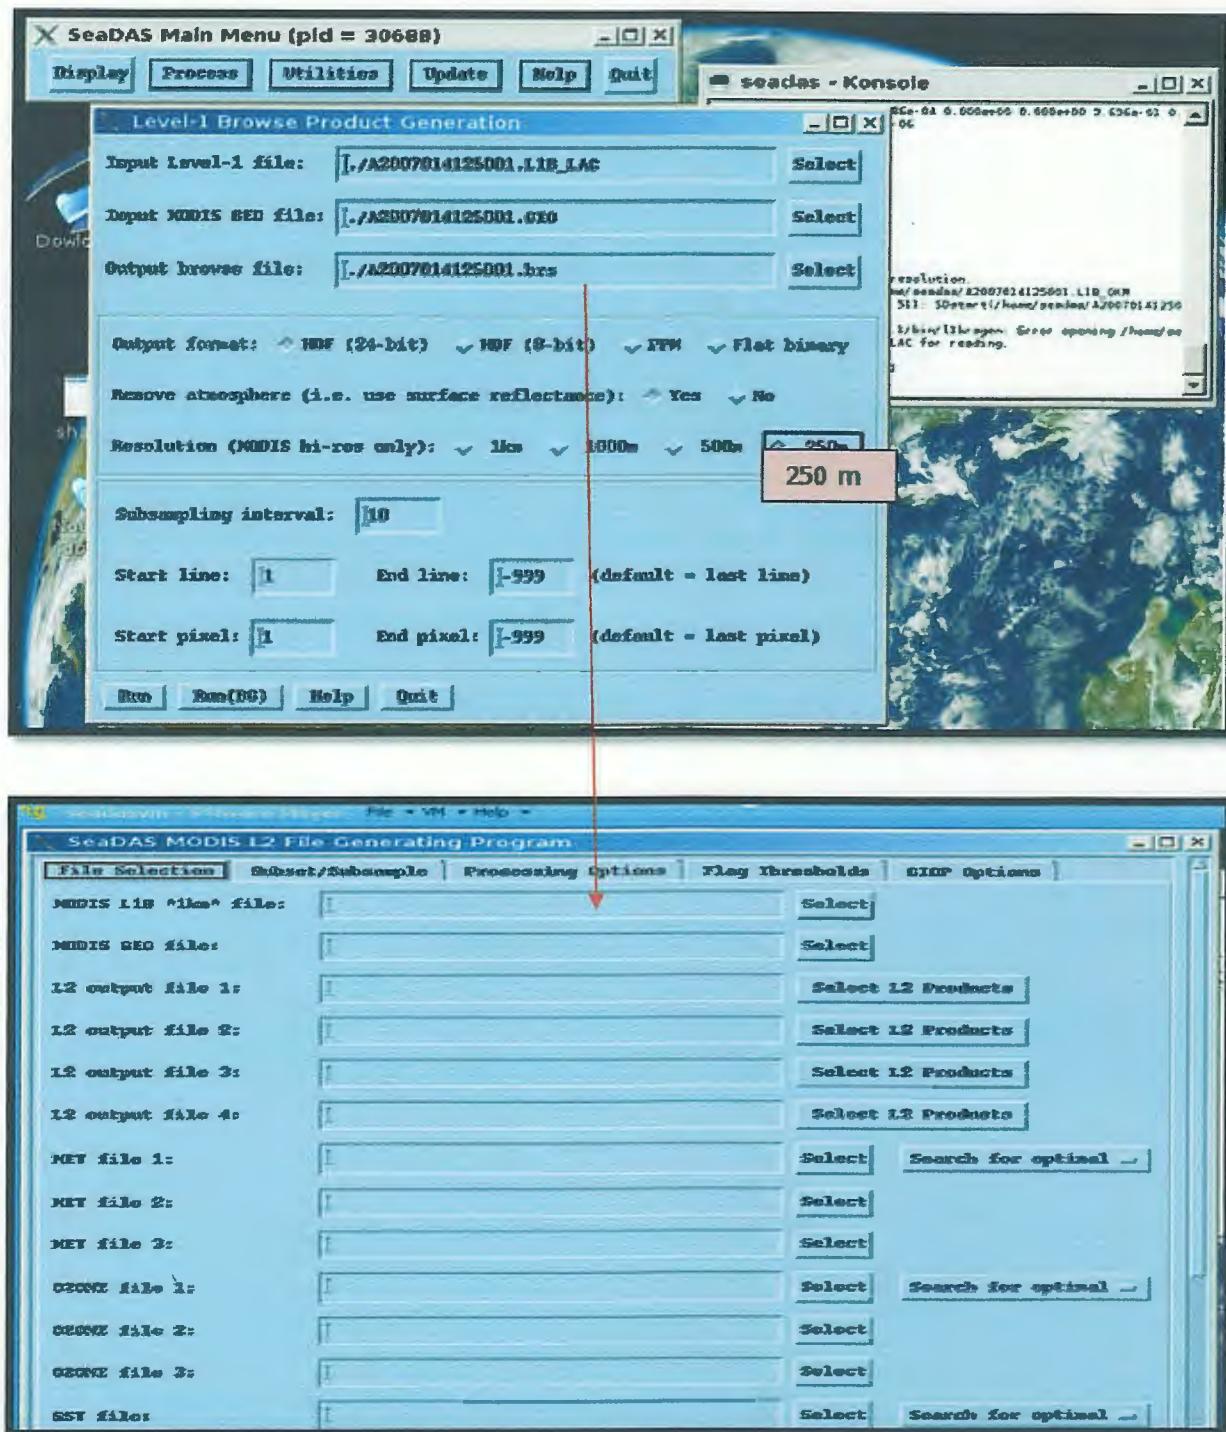 SeaDAS Main Menu (pid = 30688)
Display Process Utilities Update Help Quit
seadas - Konsole
Level-1 Browse Product Generation
Input Level-1 file: ./A2007014125001.L1B_LAC Select
Input MODIS GEO file: ./A2007014125001.GEO Select
Output browse file: ./A2007014125001.brs Select
resolution.
LAC for reading.
Output format: HDF (24-bit) HDF (8-bit) PPM Flat binary
Remove atmosphere (i.e. use surface reflectance): Yes No
Resolution (MODIS hi-res only): 1km 1000m 500m 250m
250 m
Subsampling interval: 10
Start line: 1 End line: -999 (default = last line)
Start pixel: 1 End pixel: -999 (default = last pixel)
Run Run(BG) Help Quit
File VM Help
SeaDAS MODIS L2 File Generating Program
File Selection Subset/Subsample Processing Options Flag Thresholds GIOP Options
MODIS L1B *1km* file: Select
MODIS GEO file: Select
L2 output file 1: Select L2 Products
L2 output file 2: Select L2 Products
L2 output file 3: Select L2 Products
L2 output file 4: Select L2 Products
MET file 1: Select Search for optimal
MET file 2: Select
MET file 3: Select
OZONE file 1: Select Search for optimal
OZONE file 2: Select
OZONE file 3: Select
SST file: Select Search for optimal